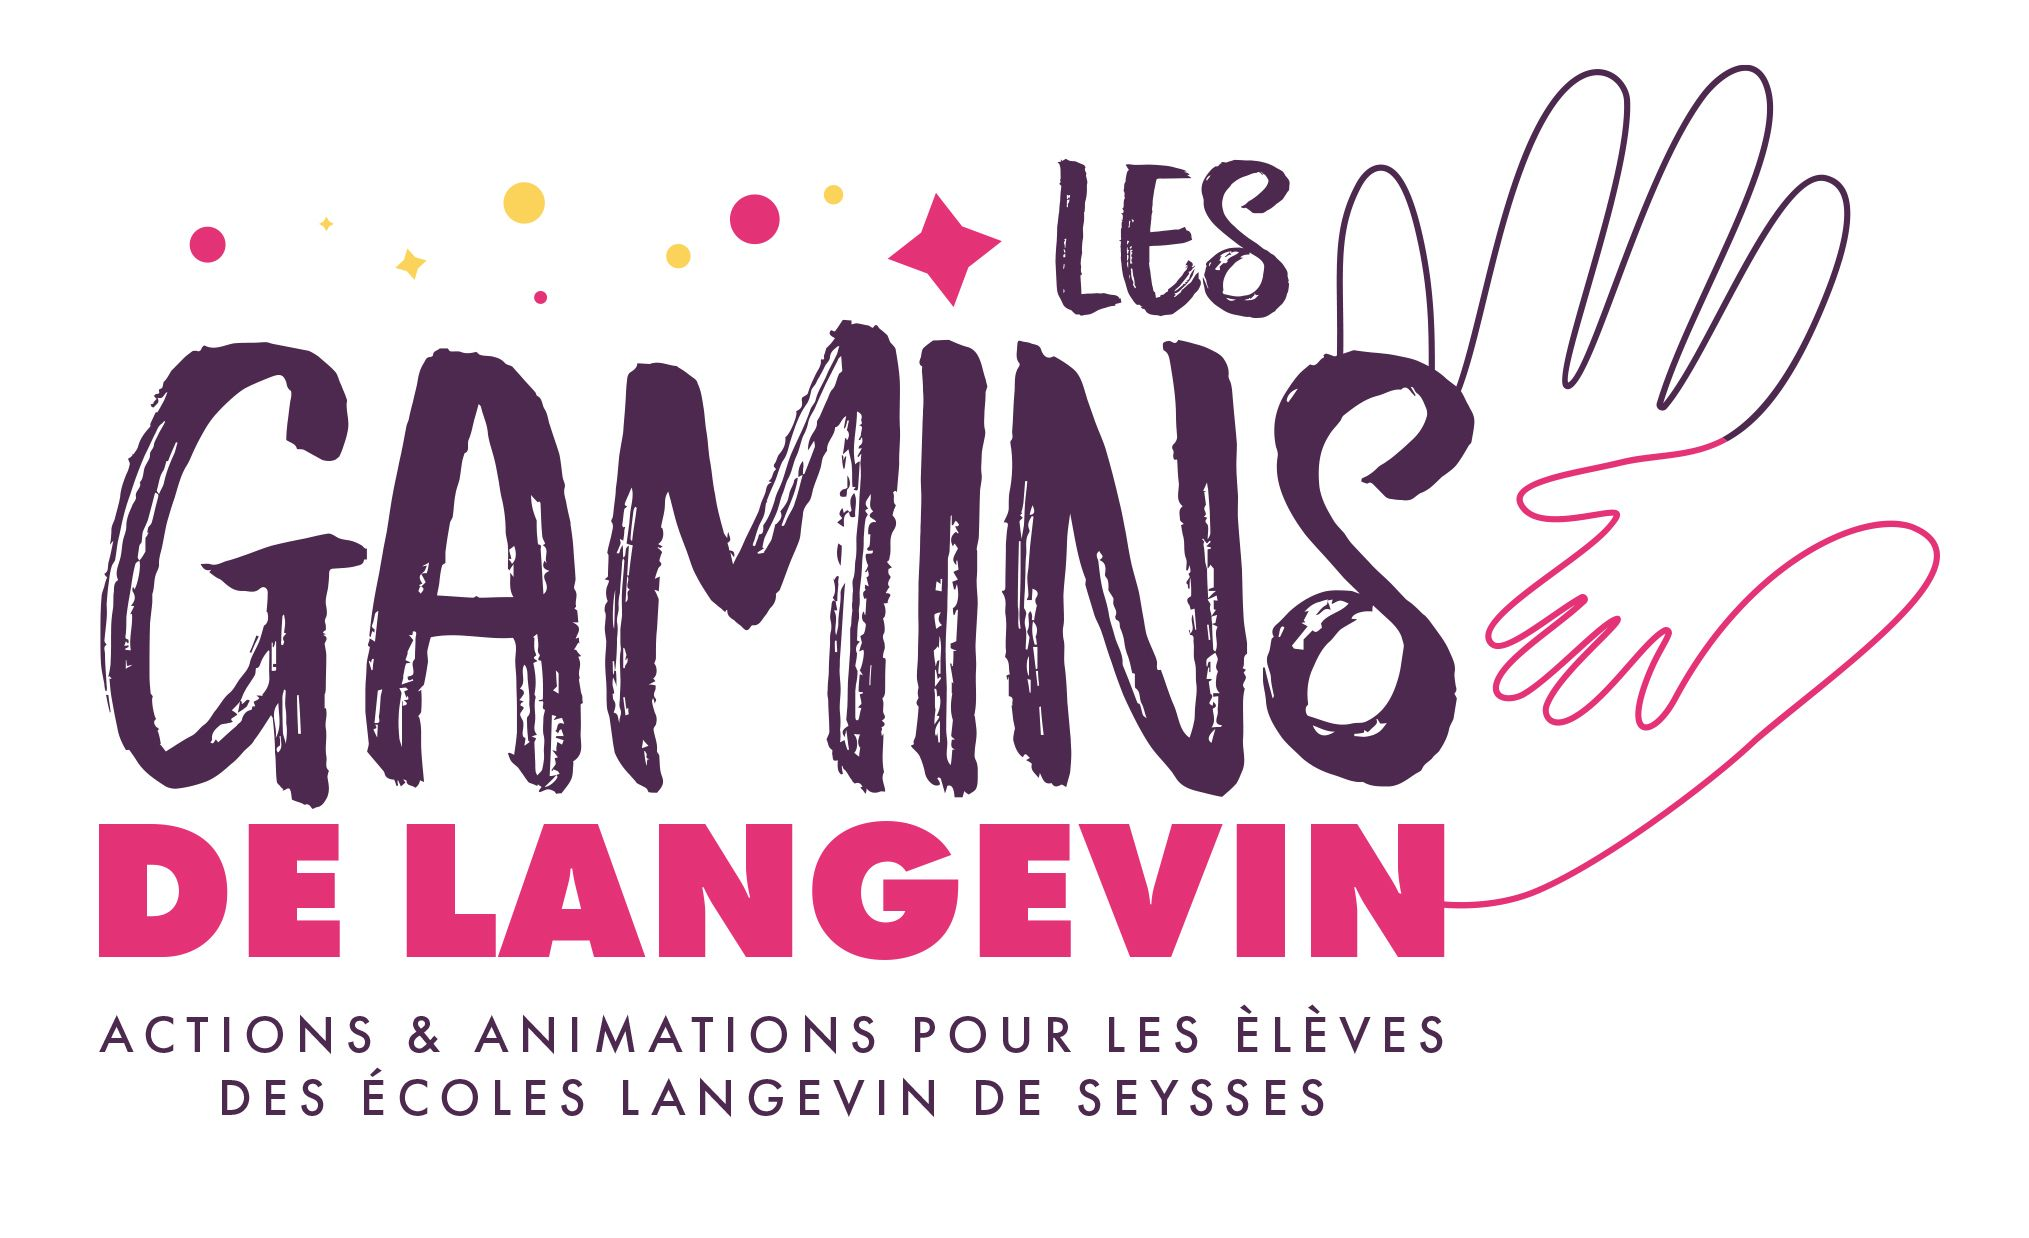 LES
GAMINS
DE LANGEVIN
ACTIONS & ANIMATIONS POUR LES ÈLÈVES
DES ÉCOLES LANGEVIN DE SEYSSES